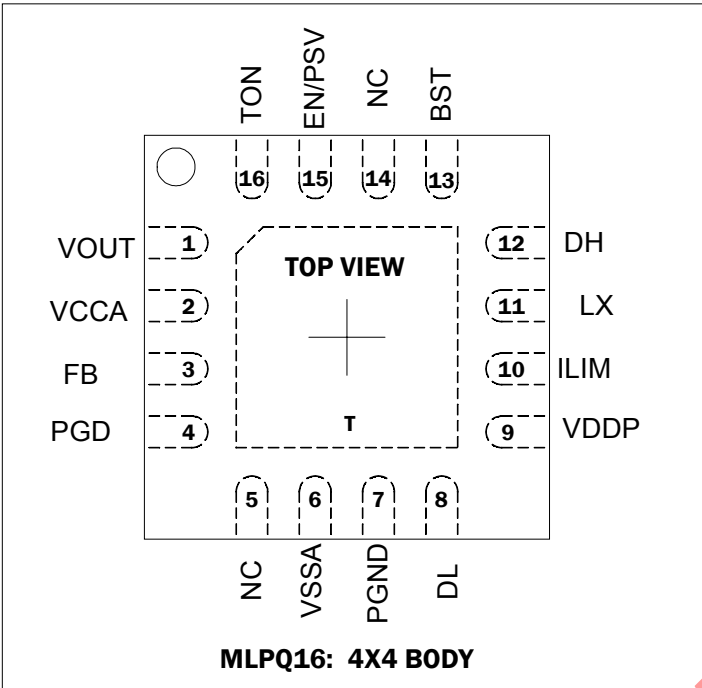 TON
EN/PSV
NC
BST
16
15
14
13
VOUT 1
12 DH
TOP VIEW
VCCA 2
11 LX
FB 3
10 ILIM
PGD 4
T
9 VDDP
5
6
7
8
NC
VSSA
PGND
DL
MLPQ16: 4X4 BODY